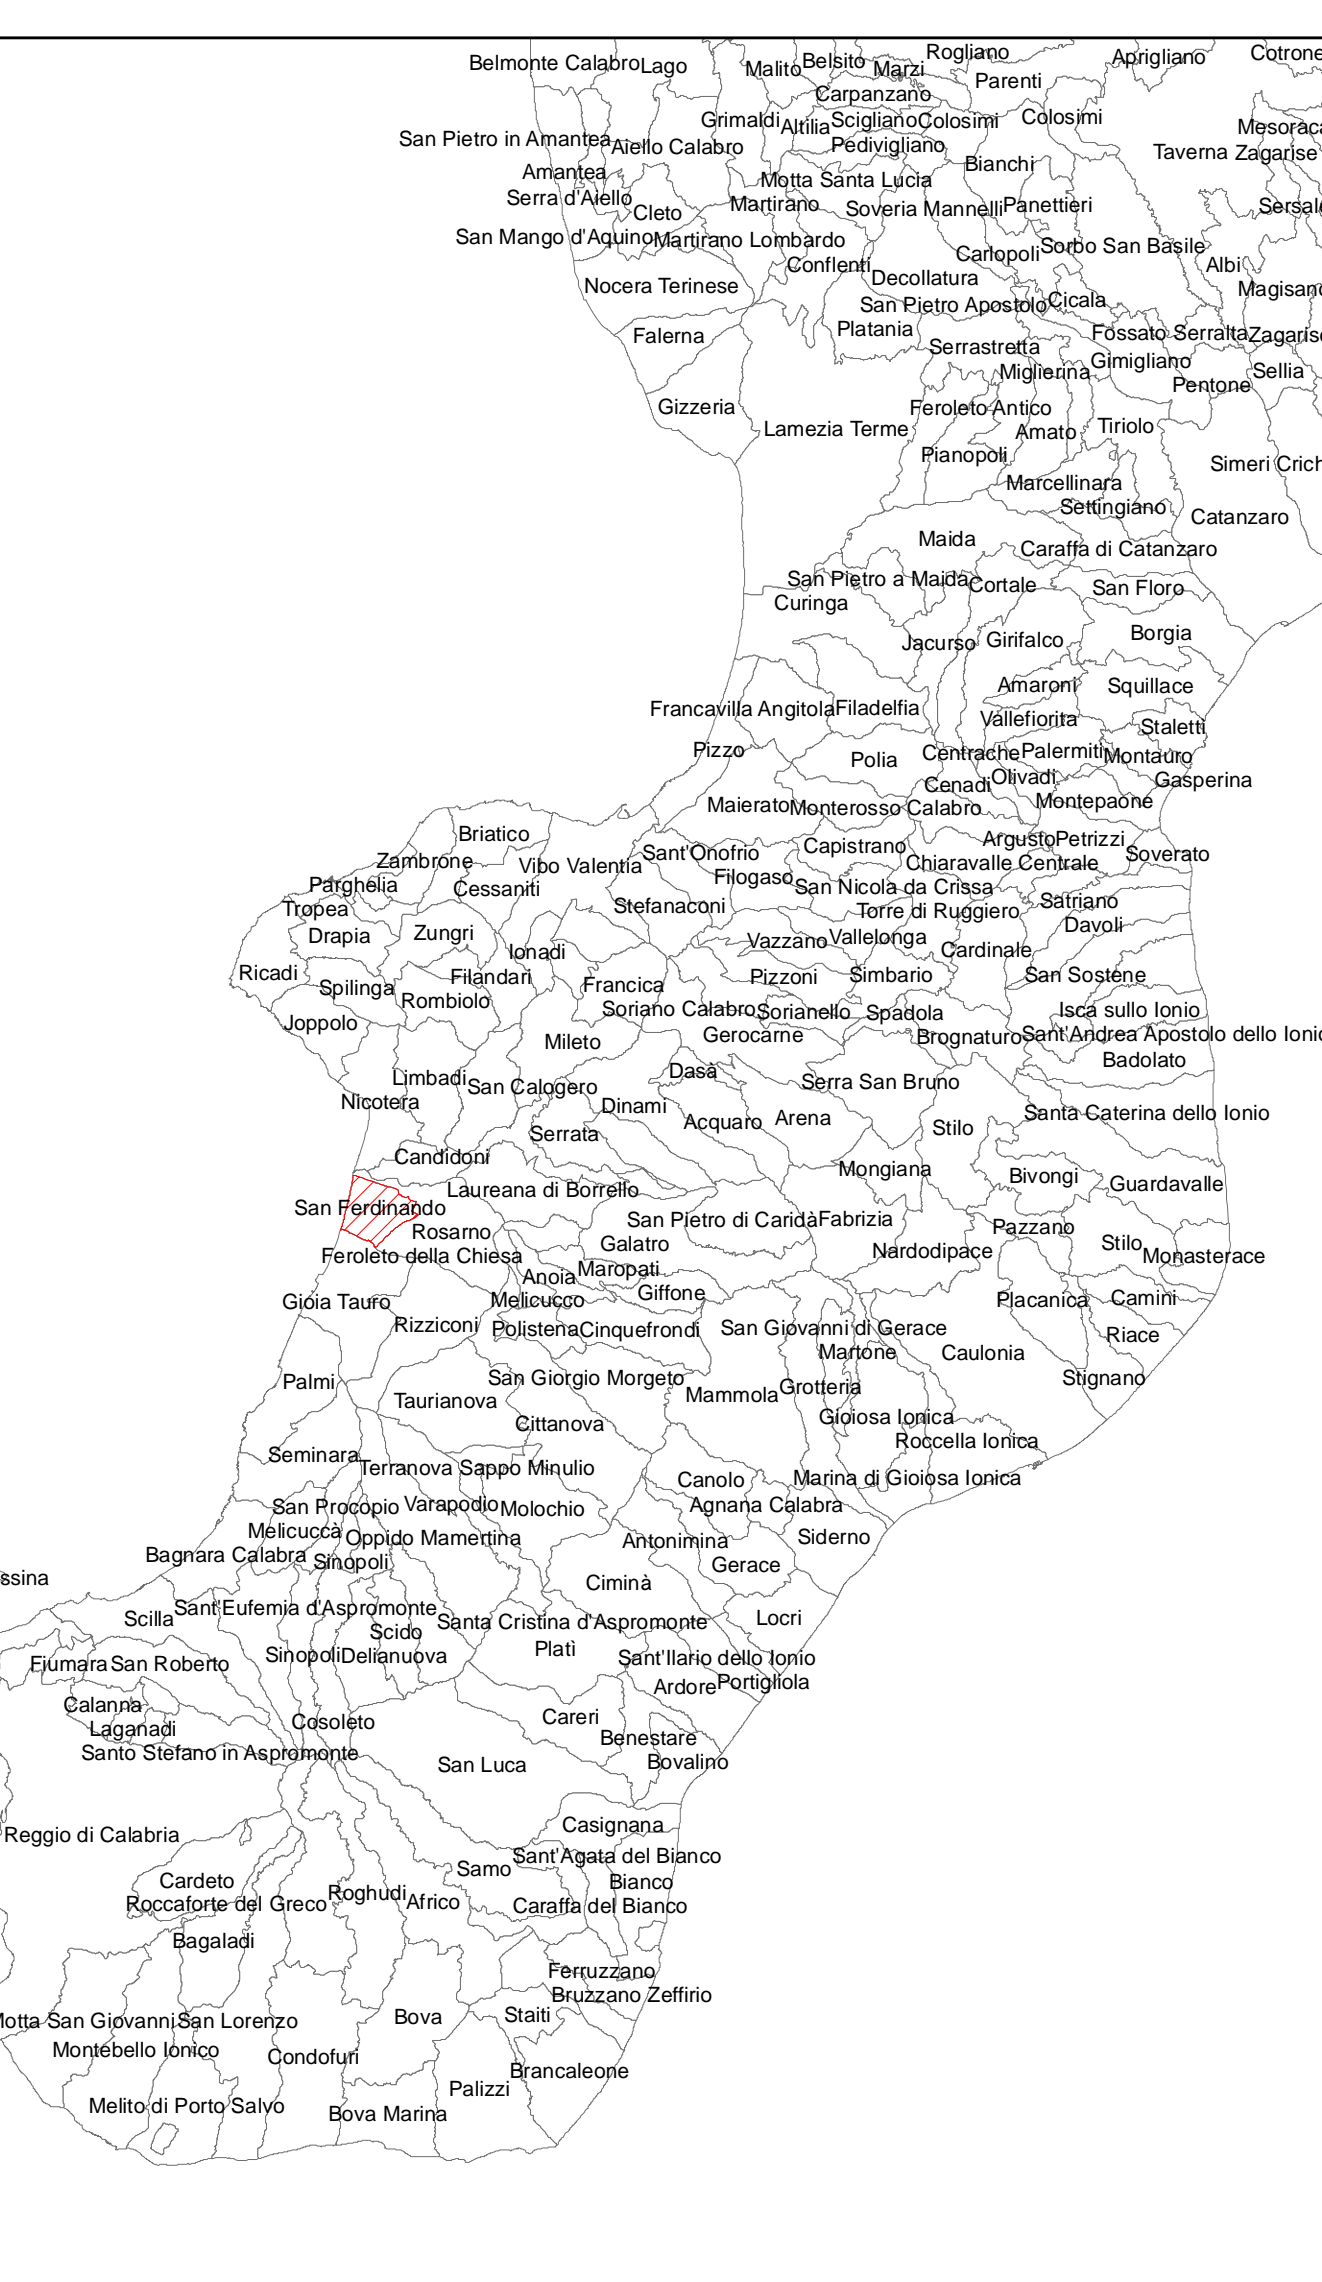 Belmonte Calabro
Lago
Malito
Belsito
Marzi
Rogliano
Parenti
Aprigliano
Cotrone
Carpanzano
Grimaldi
Altilia
Scigliano
Colosimi
Colosimi
Mesoraca
San Pietro in Amantea
Aiello Calabro
Pedivigliano
Taverna
Zagarise
Amantea
Motta Santa Lucia
Bianchi
Serra d'Aiello
Cleto
Martirano
Soveria Mannelli
Panettieri
Sersale
San Mango d'Aquino
Martirano Lombardo
Conflenti
Carlopoli
Sorbo San Basile
Albi
Nocera Terinese
Decollatura
Magisano
San Pietro Apostolo
Cicala
Falerna
Platania
Serrastretta
Fossato Serralta
Zagarise
Miglierina
Gimigliano
Pentone
Sellia
Gizzeria
Lamezia Terme
Feroleto Antico
Amato
Tiriolo
Pianopoli
Simeri Crich
Marcellinara
Settingiano
Catanzaro
Maida
Caraffa di Catanzaro
San Pietro a Maida
Cortale
San Floro
Curinga
Jacurso
Girifalco
Borgia
Amaroni
Squillace
Francavilla Angitola
Filadelfia
Vallefiorita
Staletti
Pizzo
Polia
Centrache
Palermiti
Montauro
Cenadi
Olivadi
Gasperina
Maierato
Monterosso Calabro
Montepaone
Briatico
Sant'Onofrio
Capistrano
Argusto
Petrizzi
Soverato
Zambrone
Vibo Valentia
Chiaravalle Centrale
Parghelia
Cessaniti
Filogaso
San Nicola da Crissa
Tropea
Stefanaconi
Torre di Ruggiero
Satriano
Drapia
Zungri
Ionadi
Vazzano
Vallelonga
Cardinale
Davoli
Ricadi
Spilinga
Filandari
Francica
Pizzoni
Simbario
San Sostene
Rombiolo
Soriano Calabro
Sorianello
Spadola
Isca sullo Ionio
Joppolo
Mileto
Gerocarne
Brognaturo
Sant'Andrea Apostolo dello Ionio
Badolato
Limbadi
San Calogero
Dasà
Serra San Bruno
Nicotera
Dinami
Acquaro
Arena
Stilo
Santa Caterina dello Ionio
Serrata
Candidoni
Mongiana
Bivongi
Guardavalle
San Ferdinando
Laureana di Borrello
Rosarno
San Pietro di Caridà
Fabrizia
Pazzano
Feroleto della Chiesa
Galatro
Nardodipace
Stilo
Monasterace
Anoia
Maropati
Gioia Tauro
Melicucco
Giffone
Placanica
Camini
Rizziconi
Polistena
Cinquefrondi
San Giovanni di Gerace
Riace
Martone
Caulonia
Palmi
San Giorgio Morgeto
Mammola
Grotteria
Stignano
Taurianova
Cittanova
Gioiosa Ionica
Roccella Ionica
Seminara
Terranova Sappo Minulio
Canolo
Marina di Gioiosa Ionica
San Procopio
Varapodio
Molochio
Agnana Calabra
Melicuccà
Oppido Mamertina
Antonimina
Siderno
Bagnara Calabra
Sinopoli
Gerace
ssina
Ciminà
Scilla
Sant'Eufemia d'Aspromonte
Santa Cristina d'Aspromonte
Locri
Scido
Fiumara
San Roberto
Sinopoli
Delianuova
Platì
Sant'Ilario dello Ionio
Ardore
Portigliola
Calanna
Laganadi
Cosoleto
Careri
Santo Stefano in Aspromonte
Benestare
San Luca
Bovalino
Reggio di Calabria
Casignana
Cardeto
Samo
Sant'Agata del Bianco
Roccaforte del Greco
Roghudi
Africo
Bianco
Caraffa del Bianco
Bagaladi
Ferruzzano
Bruzzano Zeffirio
Motta San Giovanni
San Lorenzo
Bova
Staiti
Montebello Ionico
Condofuri
Brancaleone
Melito di Porto Salvo
Bova Marina
Palizzi